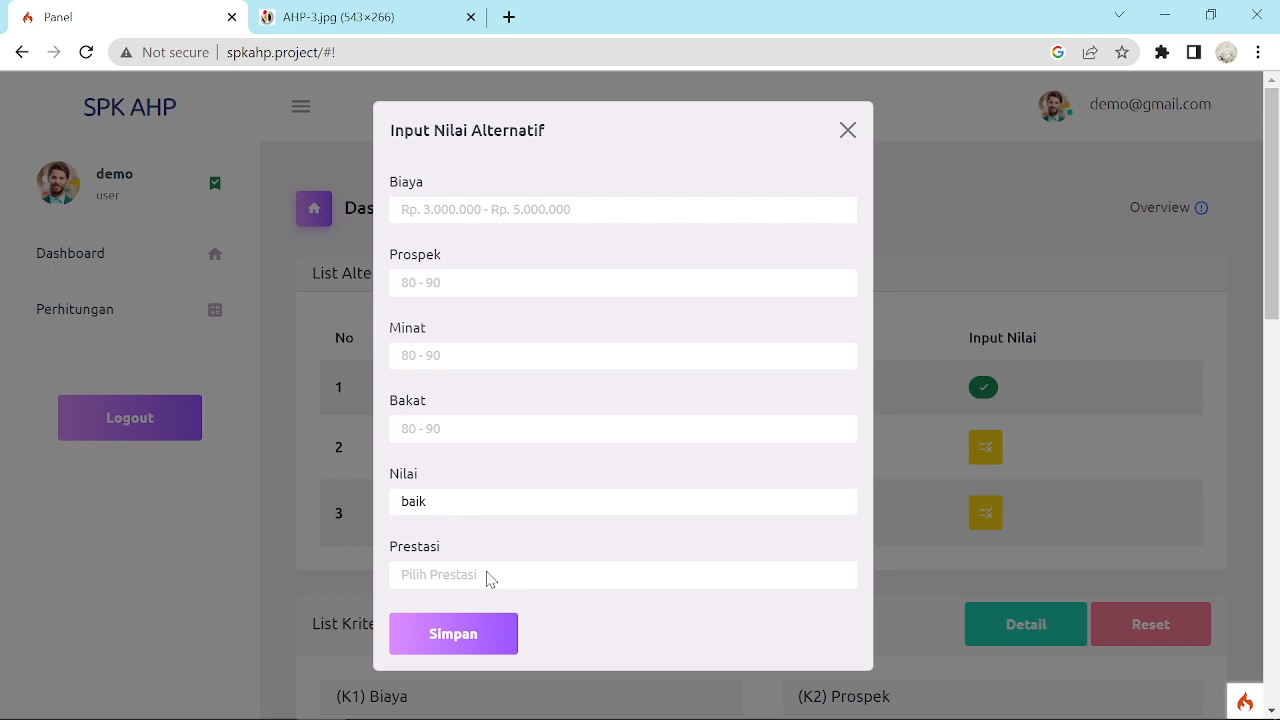 Panel
AHP-3.jpg (543×266)
Not secure
spkahp.project/#!
SPK AHP
demo@gmail.com
demo
user
Dashboard
Perhitungan
Logout
Das
Overview
List Alte
No
Input Nilai
1
2
3
List Krite
Detail
Reset
(K1) Biaya
(K2) Prospek
Input Nilai Alternatif
Biaya
Rp. 3.000.000 - Rp. 5.000.000
Prospek
80 - 90
Minat
80 - 90
Bakat
80 - 90
Nilai
baik
Prestasi
Pilih Prestasi
Simpan